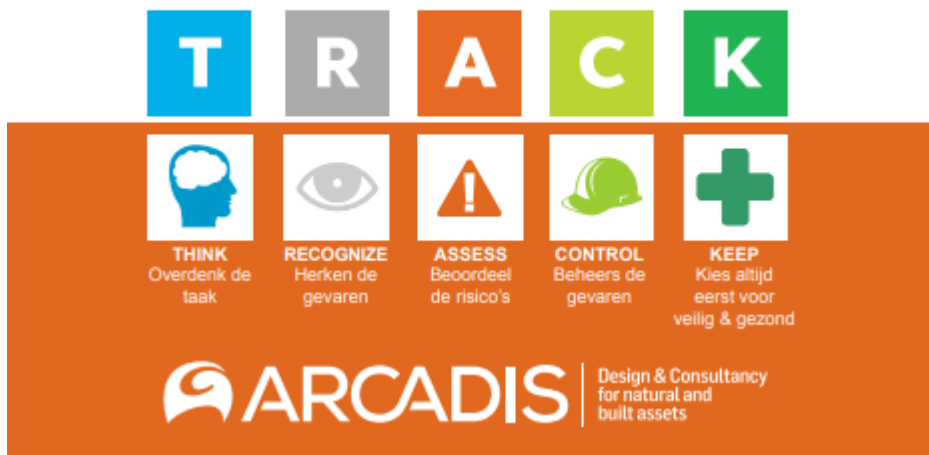 T R A C K
THINK
Overdenk de
taak
RECOGNIZE
Herken de
gevaren
ASSESS
Beoordeel
de risico's
CONTROL
Beheers de
gevaren
KEEP
Kies altijd
eerst voor
veilig & gezond
ARCADIS
Design & Consultancy
for natural and
built assets